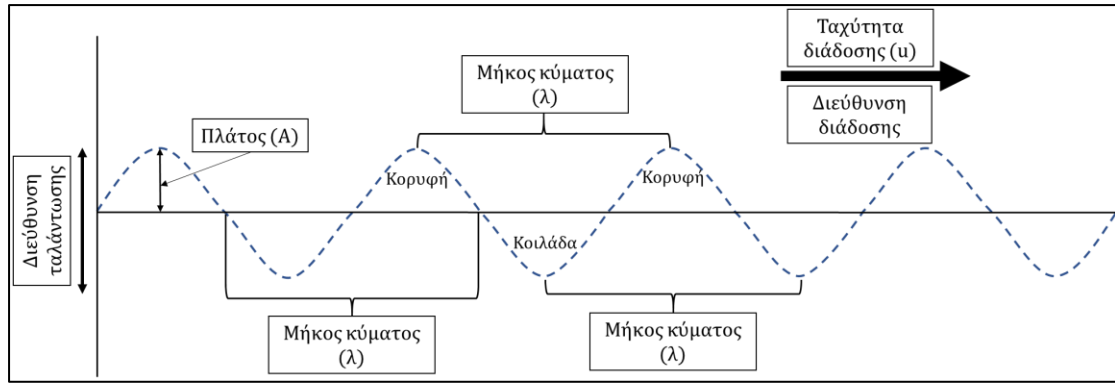 Ταχύτητα
διάδοσης (u)
Μήκος κύματος
(λ)
Διεύθυνση
διάδοσης
Πλάτος (Α)
Κορυφή
Κορυφή
Διεύθυνση
ταλάντωσης
Κοιλάδα
Μήκος κύματος
(λ)
Μήκος κύματος
(λ)